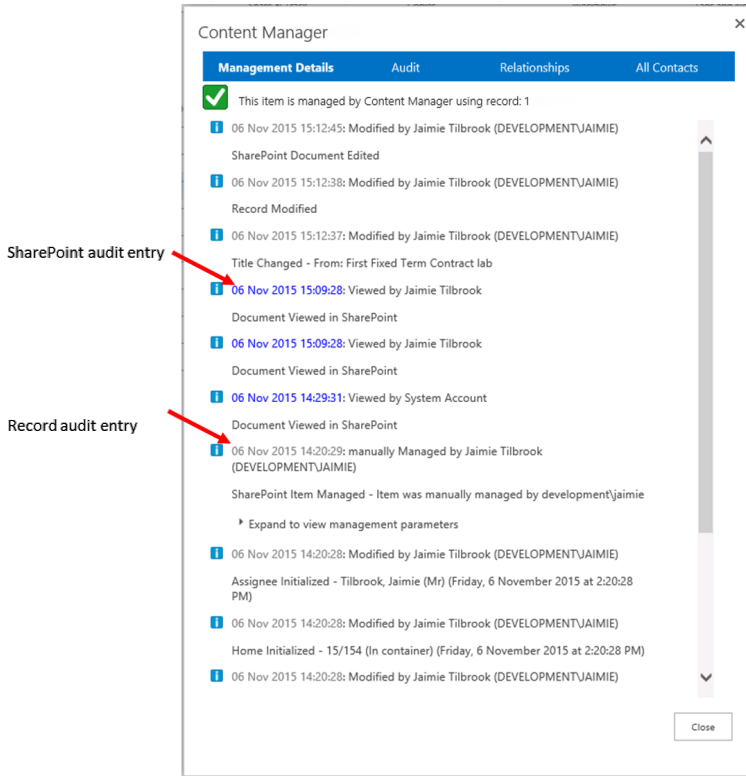 Content Manager
Management Details Audit Relationships All Contacts
This item is managed by Content Manager using record: 1
06 Nov 2015 15:12:45: Modified by Jaimie Tilbrook (DEVELOPMENT\JAIMIE)
SharePoint Document Edited
06 Nov 2015 15:12:38: Modified by Jaimie Tilbrook (DEVELOPMENT\JAIMIE)
Record Modified
06 Nov 2015 15:12:37: Modified by Jaimie Tilbrook (DEVELOPMENT\JAIMIE)
SharePoint audit entry
Title Changed - From: First Fixed Term Contract lab
06 Nov 2015 15:09:28: Viewed by Jaimie Tilbrook
Document Viewed in SharePoint
06 Nov 2015 15:09:28: Viewed by Jaimie Tilbrook
Document Viewed in SharePoint
06 Nov 2015 14:29:31: Viewed by System Account
Record audit entry
Document Viewed in SharePoint
06 Nov 2015 14:20:29: manually Managed by Jaimie Tilbrook
(DEVELOPMENT\JAIMIE)
SharePoint Item Managed - Item was manually managed by development\jaimie
Expand to view management parameters
06 Nov 2015 14:20:28: Modified by Jaimie Tilbrook (DEVELOPMENT\JAIMIE)
Assignee Initialized - Tilbrook, Jaimie (Mr) (Friday, 6 November 2015 at 2:20:28
PM)
06 Nov 2015 14:20:28: Modified by Jaimie Tilbrook (DEVELOPMENT\JAIMIE)
Home Initialized - 15/154 (In container) (Friday, 6 November 2015 at 2:20:28 PM)
06 Nov 2015 14:20:28: Modified by Jaimie Tilbrook (DEVELOPMENT\JAIMIE)
Close